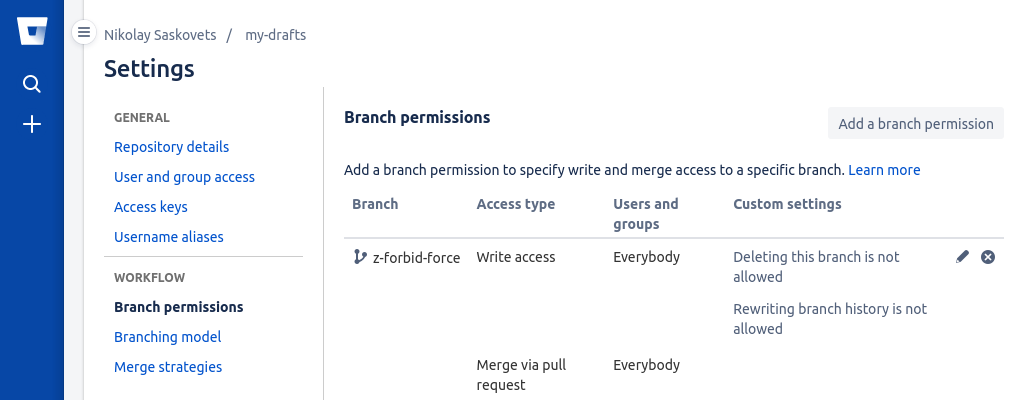 Nikolay Saskovets / my-drafts
Settings
GENERAL
Repository details
User and group access
Access keys
Username aliases
WORKFLOW
Branch permissions
Branching model
Merge strategies
Branch permissions
Add a branch permission
Add a branch permission to specify write and merge access to a specific branch. Learn more
Branch Access type Users and groups Custom settings
z-forbid-force Write access Everybody Deleting this branch is not
allowed
Rewriting branch history is not
allowed
Merge via pull Everybody
request